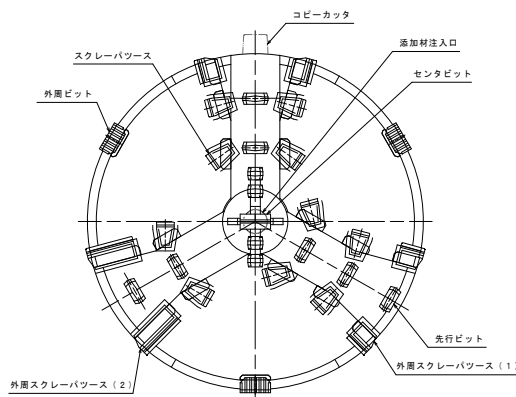 コピーカッタ
添加材注入口
スクレーパツース
センタビット
外周ビット
先行ビット
外周スクレーパツース(1)
外周スクレーパツース(2)